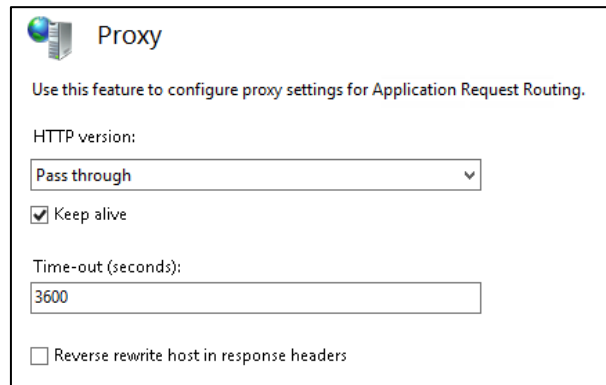 Proxy
Use this feature to configure proxy settings for Application Request Routing.
HTTP version:
Pass through
Keep alive
Time-out (seconds):
3600
Reverse rewrite host in response headers